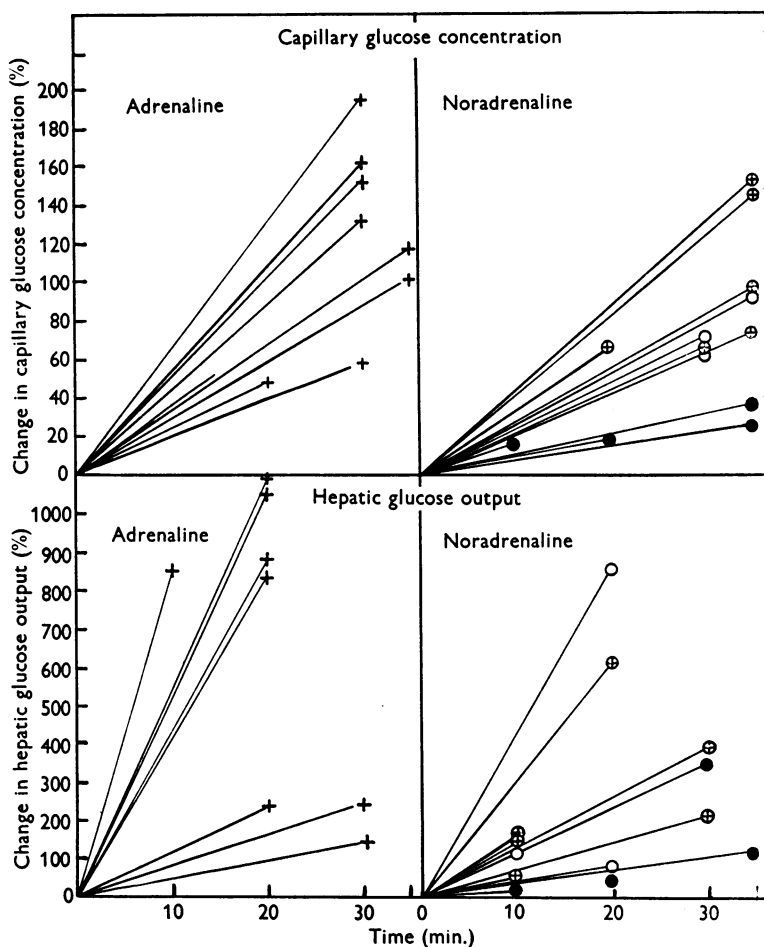 Capillary glucose concentration
Adrenaline
Noradrenaline
Change in capillary glucose concentration (%)
200
180
160
140
120
100
80
60
40
20
0
Hepatic glucose output
Adrenaline
Noradrenaline
Change in hepatic glucose output (%)
1000
900
800
700
600
500
400
300
200
100
0
10 20 30 0 10 20 30
Time (min.)